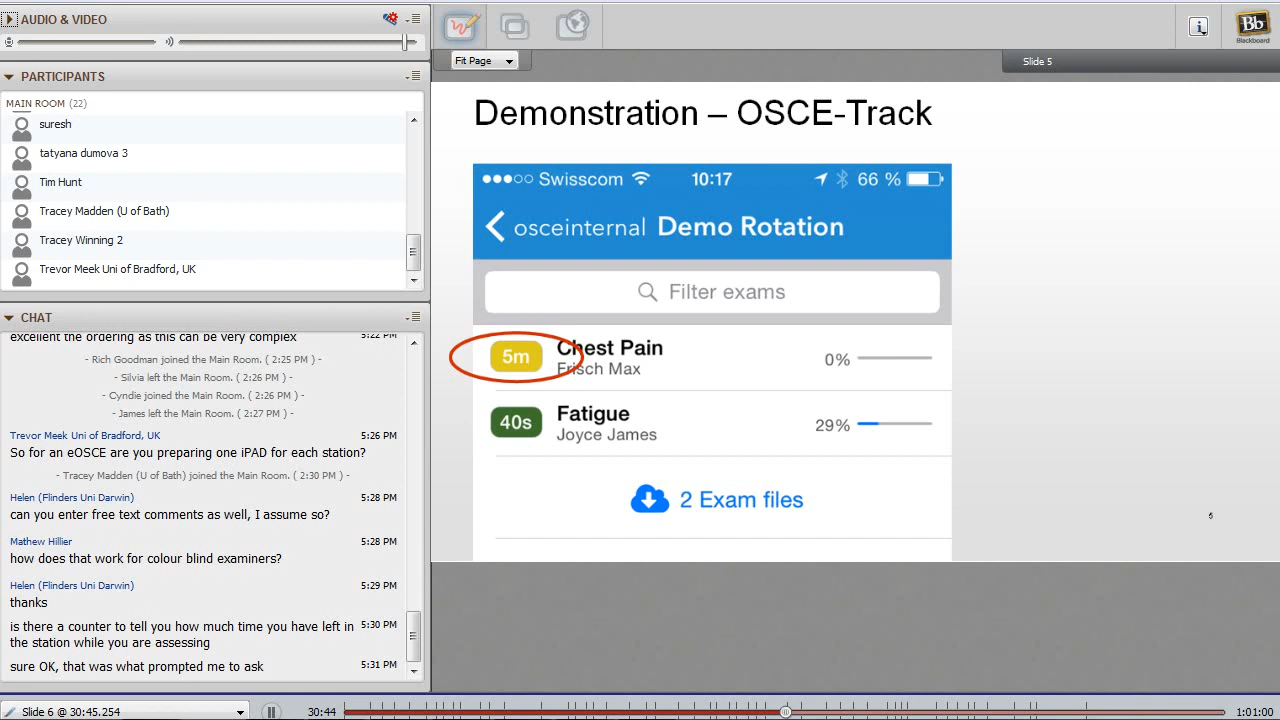 AUDIO & VIDEO
PARTICIPANTS
MAIN ROOM (22)
suresh
tatyana dumova 3
Tim Hunt
Tracey Madden (U of Bath)
Tracey Winning 2
Trevor Meek Uni of Bradford, UK
CHAT
5:22 PM
excellent the ordering as this can be very complex
- Rich Goodman joined the Main Room. ( 2:25 PM ) -
- Silvia left the Main Room. ( 2:26 PM ) -
- Cyndie joined the Main Room. ( 2:26 PM ) -
- James left the Main Room. ( 2:27 PM ) -
Trevor Meek Uni of Bradford, UK 5:26 PM
So for an eOSCE are you preparing one iPAD for each station?
- Tracey Madden (U of Bath) joined the Main Room. ( 2:30 PM ) -
Helen (Flinders Uni Darwin) 5:28 PM
can you enter free text comments as well, I assume so?
Mathew Hillier 5:28 PM
how does that work for colour blind examiners?
Helen (Flinders Uni Darwin) 5:29 PM
thanks
is there a counter to tell you how much time you have left in 5:30 PM
the station while you are assessing
sure OK, that was what prompted me to ask 5:31 PM
Slide 6 @ 30:45.254
30:44
1:01:00
Bb
Blackboard
Fit Page
Slide 5
Demonstration – OSCE-Track
Swisscom 10:17 66 %
osceinternal Demo Rotation
Filter exams
5m Chest Pain 0%
Frisch Max
40s Fatigue 29%
Joyce James
2 Exam files